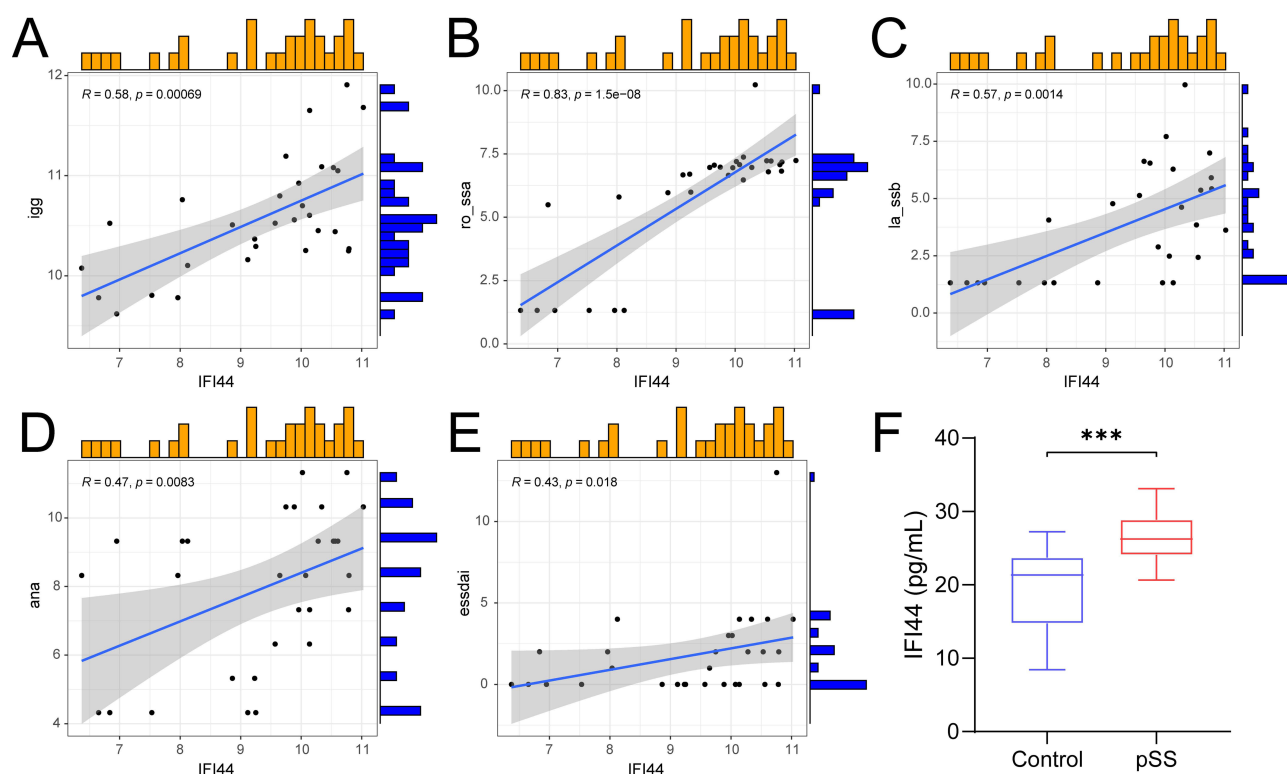 A
R = 0.58, p = 0.00069
12
11
10
igg
7 8 9 10 11
IFI44
B
R = 0.83, p = 1.5e−08
10.0
7.5
5.0
2.5
0.0
ro_ssa
7 8 9 10 11
IFI44
C
R = 0.57, p = 0.0014
10.0
7.5
5.0
2.5
0.0
la_ssb
7 8 9 10 11
IFI44
D
R = 0.47, p = 0.0083
10
8
6
4
ana
7 8 9 10 11
IFI44
E
R = 0.43, p = 0.018
10
5
0
essdai
7 8 9 10 11
IFI44
F
***
40
30
20
10
0
IFI44 (pg/mL)
Control pSS